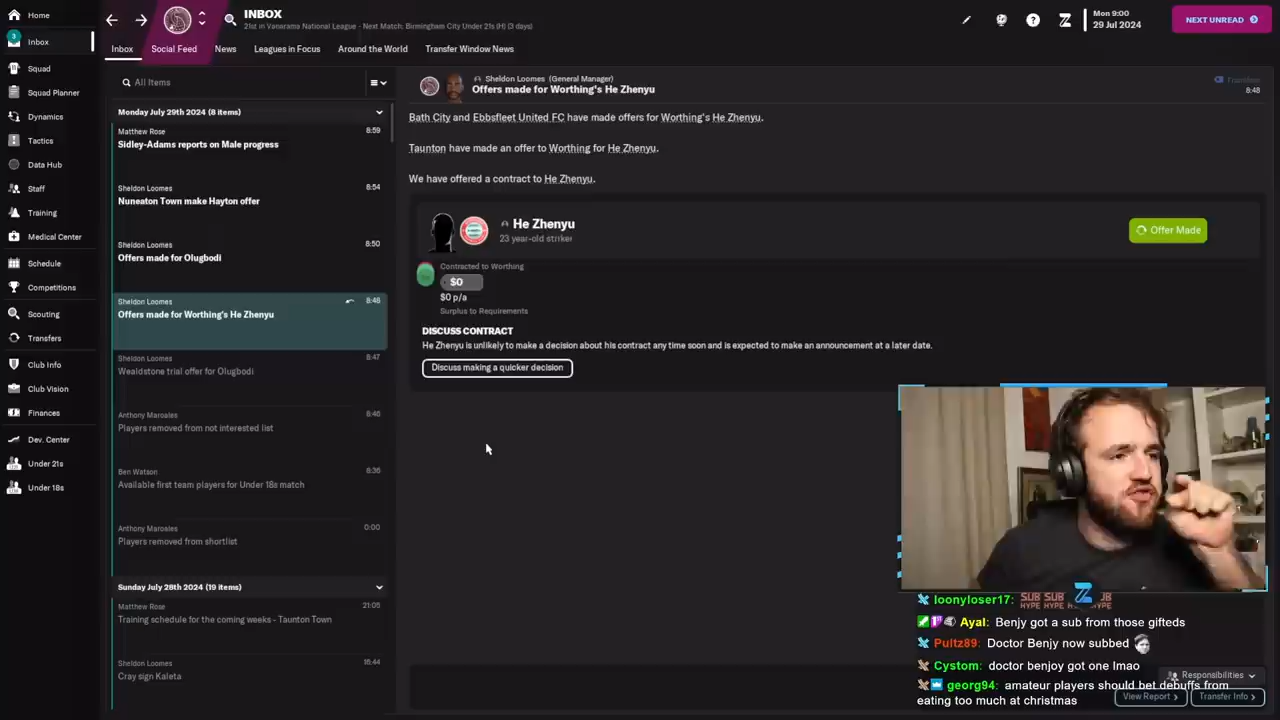 Home
Inbox
3
Squad
Squad Planner
Dynamics
Tactics
Data Hub
Staff
Training
Medical Center
Schedule
Competitions
Scouting
Transfers
Club Info
Club Vision
Finances
Dev. Center
Under 21s
Under 18s
INBOX
21st in Vanarama National League - Next Match: Birmingham City Under 21s (H) (3 days)
Mon 9:00
29 Jul 2024
NEXT UNREAD
Inbox
Social Feed
News
Leagues in Focus
Around the World
Transfer Window News
All Items
Monday July 29th 2024 (8 items)
Matthew Rose 8:59
Sidley-Adams reports on Male progress
Sheldon Loomes 8:54
Nuneaton Town make Hayton offer
Sheldon Loomes 8:50
Offers made for Olugbodi
Sheldon Loomes 8:48
Offers made for Worthing's He Zhenyu
Sheldon Loomes 8:47
Wealdstone trial offer for Olugbodi
Anthony Maroales 8:46
Players removed from not interested list
Ben Watson 8:36
Available first team players for Under 18s match
Anthony Maroales 0:00
Players removed from shortlist
Sunday July 28th 2024 (19 items)
Matthew Rose 21:05
Training schedule for the coming weeks - Taunton Town
Sheldon Loomes 16:44
Cray sign Kaleta
Sheldon Loomes (General Manager)
Offers made for Worthing's He Zhenyu
Transfers
8:48
Bath City and Ebbsfleet United FC have made offers for Worthing's He Zhenyu.
Taunton have made an offer to Worthing for He Zhenyu.
We have offered a contract to He Zhenyu.
He Zhenyu
23 year-old striker
Offer Made
Contracted to Worthing
$0
$0 p/a
Surplus to Requirements
DISCUSS CONTRACT
He Zhenyu is unlikely to make a decision about his contract any time soon and is expected to make an announcement at a later date.
Discuss making a quicker decision
loonyloser17: SUB HYPE SUB HYPE SUB HYPE
Ayal: Benjy got a sub from those gifteds
Pultz89: Doctor Benjy now subbed
Cystom: doctor benjoy got one lmao
georg94: amateur players should bet debuffs from
eating too much at christmas
Responsibilities
View Report
Transfer Info